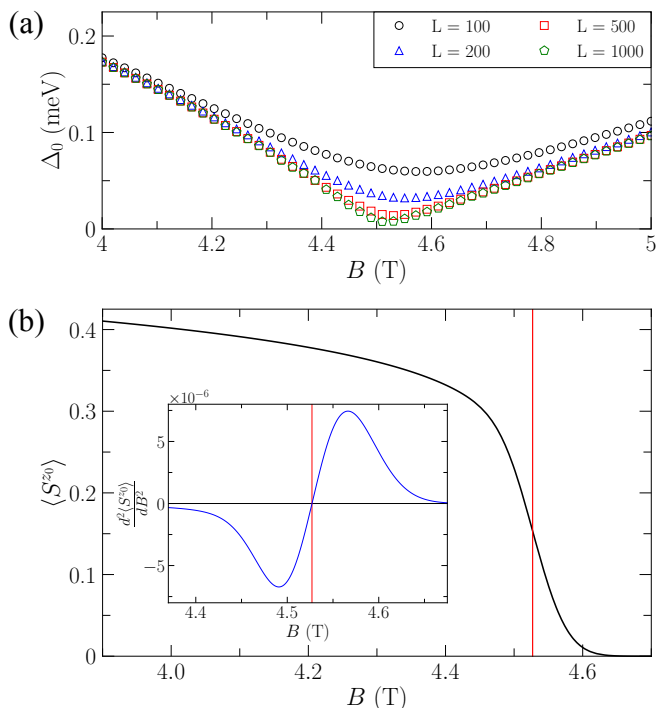 (a)
L = 100
L = 500
L = 200
L = 1000
0.2
0.1
0
Δ₀ (meV)
4
4.2
4.4
4.6
4.8
5
B (T)
(b)
0.4
0.3
0.2
0.1
0
⟨S^{z₀}⟩
×10⁻⁶
5
0
−5
d²⟨S^{z₀}⟩
dB²
4.4
4.5
4.6
B (T)
4.0
4.2
4.4
4.6
B (T)